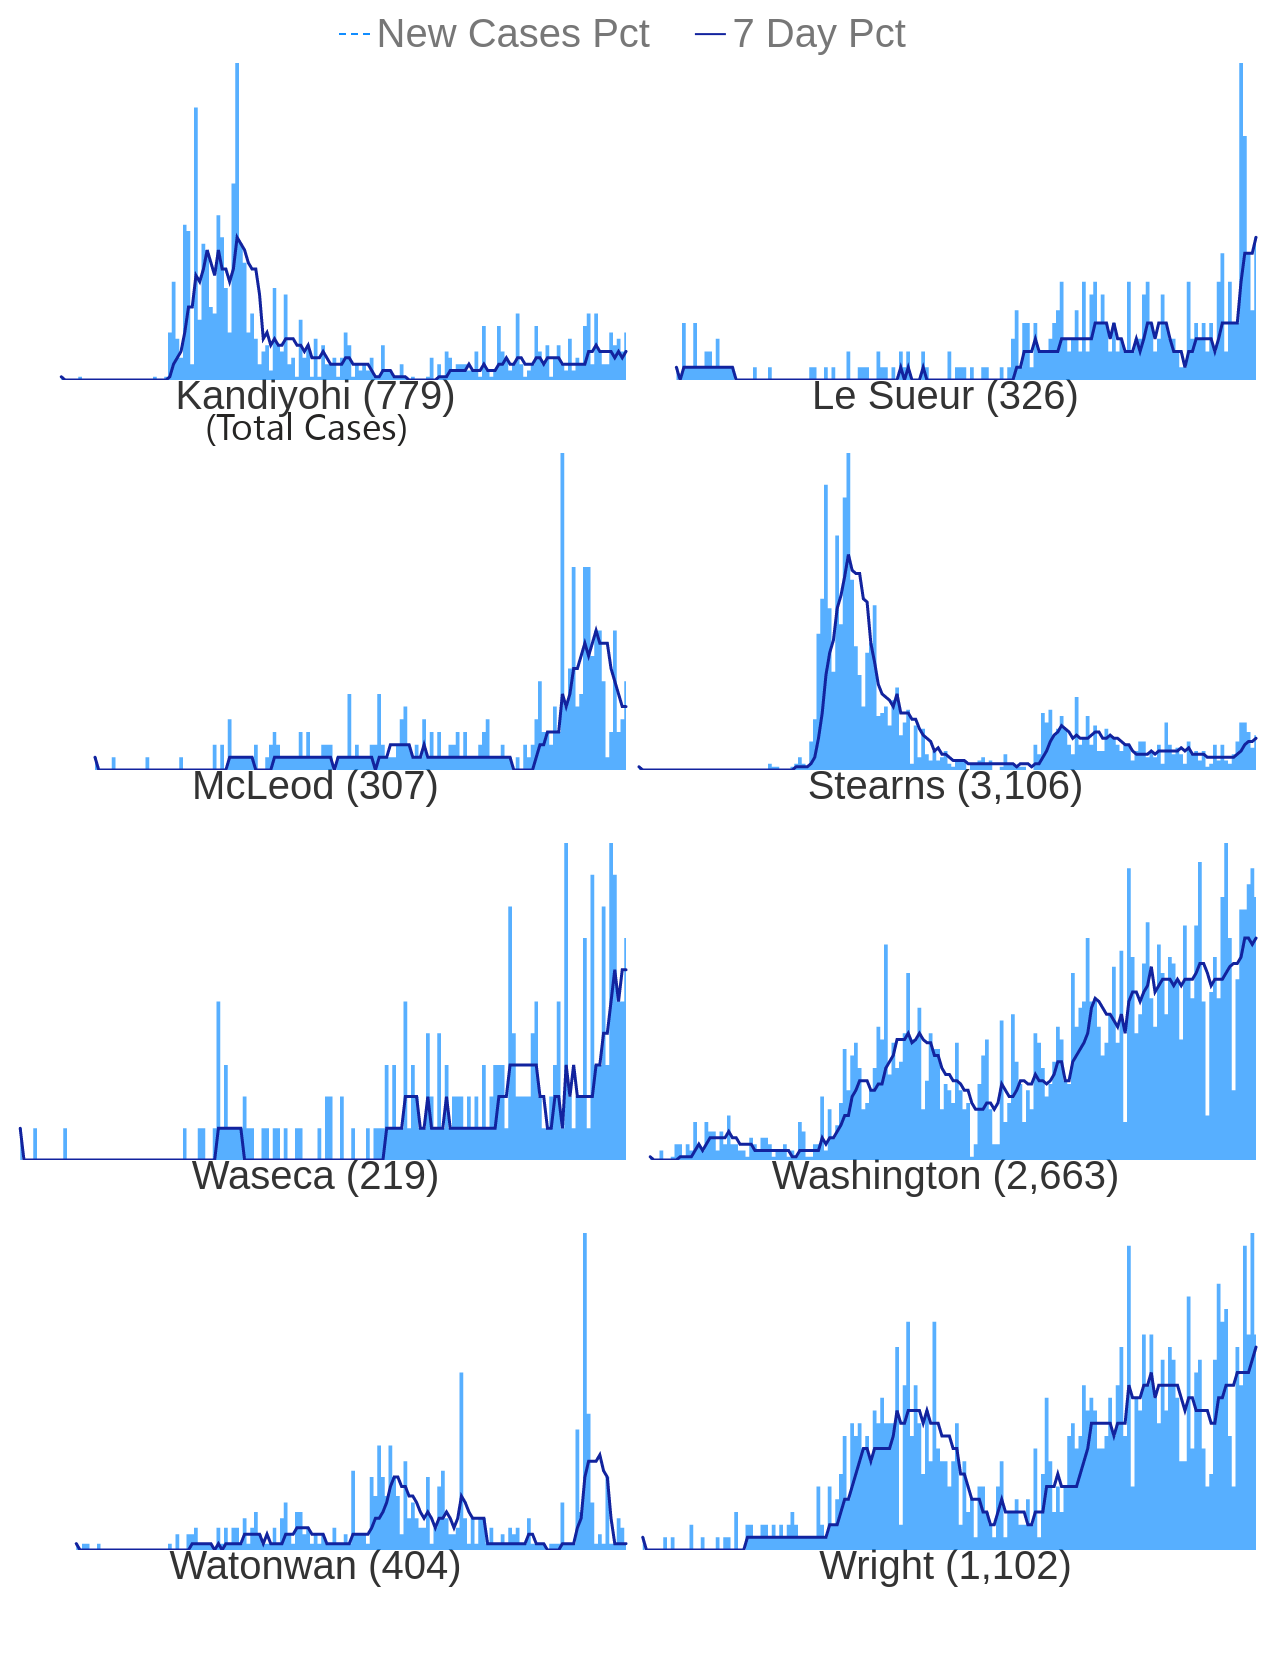 New Cases Pct 7 Day Pct
Kandiyohi (779) Le Sueur (326)
(Total Cases)
McLeod (307) Stearns (3,106)
Waseca (219) Washington (2,663)
Watonwan (404) Wright (1,102)